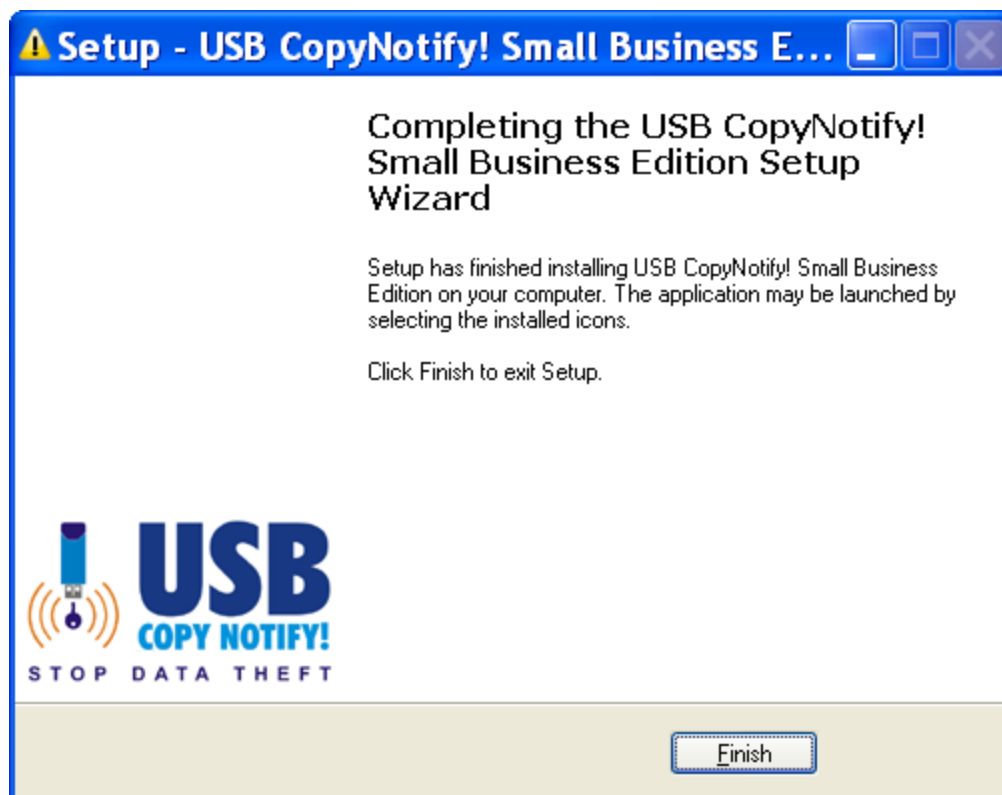 Setup - USB CopyNotify! Small Business E...
Completing the USB CopyNotify!
Small Business Edition Setup
Wizard
Setup has finished installing USB CopyNotify! Small Business
Edition on your computer. The application may be launched by
selecting the installed icons.
Click Finish to exit Setup.
USB
COPY NOTIFY!
STOP DATA THEFT
Finish